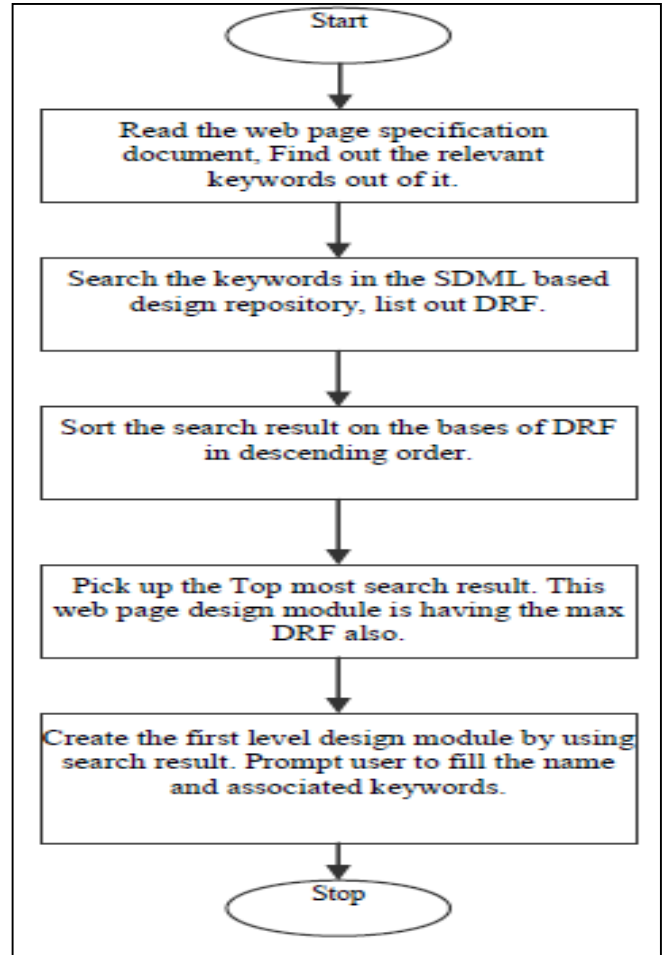 Start
Read the web page specification
document, Find out the relevant
keywords out of it.
Search the keywords in the SDML based
design repository, list out DRF.
Sort the search result on the bases of DRF
in descending order.
Pick up the Top most search result. This
web page design module is having the max
DRF also.
Create the first level design module by using
search result. Prompt user to fill the name
and associated keywords.
Stop